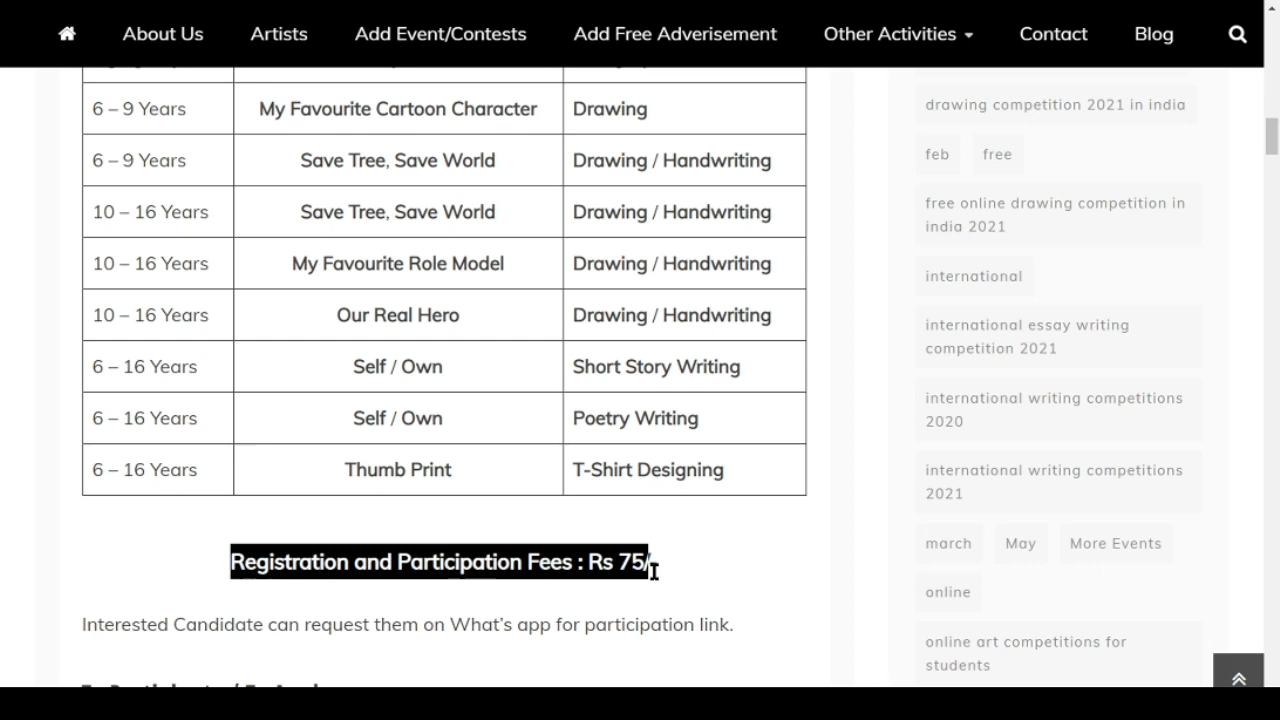 About Us Artists Add Event/Contests Add Free Adverisement Other Activities Contact Blog
6 – 9 Years My Favourite Cartoon Character Drawing
6 – 9 Years Save Tree, Save World Drawing / Handwriting
10 – 16 Years Save Tree, Save World Drawing / Handwriting
10 – 16 Years My Favourite Role Model Drawing / Handwriting
10 – 16 Years Our Real Hero Drawing / Handwriting
6 – 16 Years Self / Own Short Story Writing
6 – 16 Years Self / Own Poetry Writing
6 – 16 Years Thumb Print T-Shirt Designing
Registration and Participation Fees : Rs 75/-
Interested Candidate can request them on What's app for participation link.
drawing competition 2021 in india
feb free
free online drawing competition in
india 2021
international
international essay writing
competition 2021
international writing competitions
2020
international writing competitions
2021
march May More Events
online
online art competitions for
students